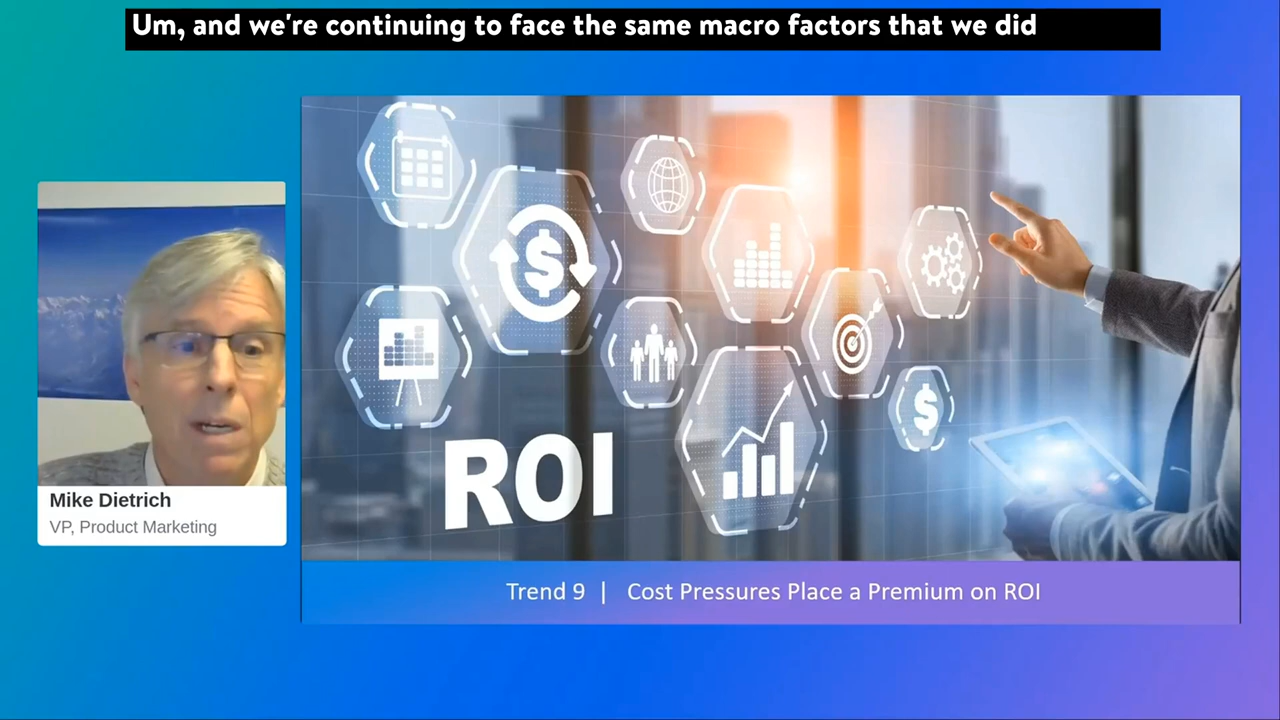 Um, and we're continuing to face the same macro factors that we did
$
$
ROI
Mike Dietrich
VP, Product Marketing
Trend 9 | Cost Pressures Place a Premium on ROI